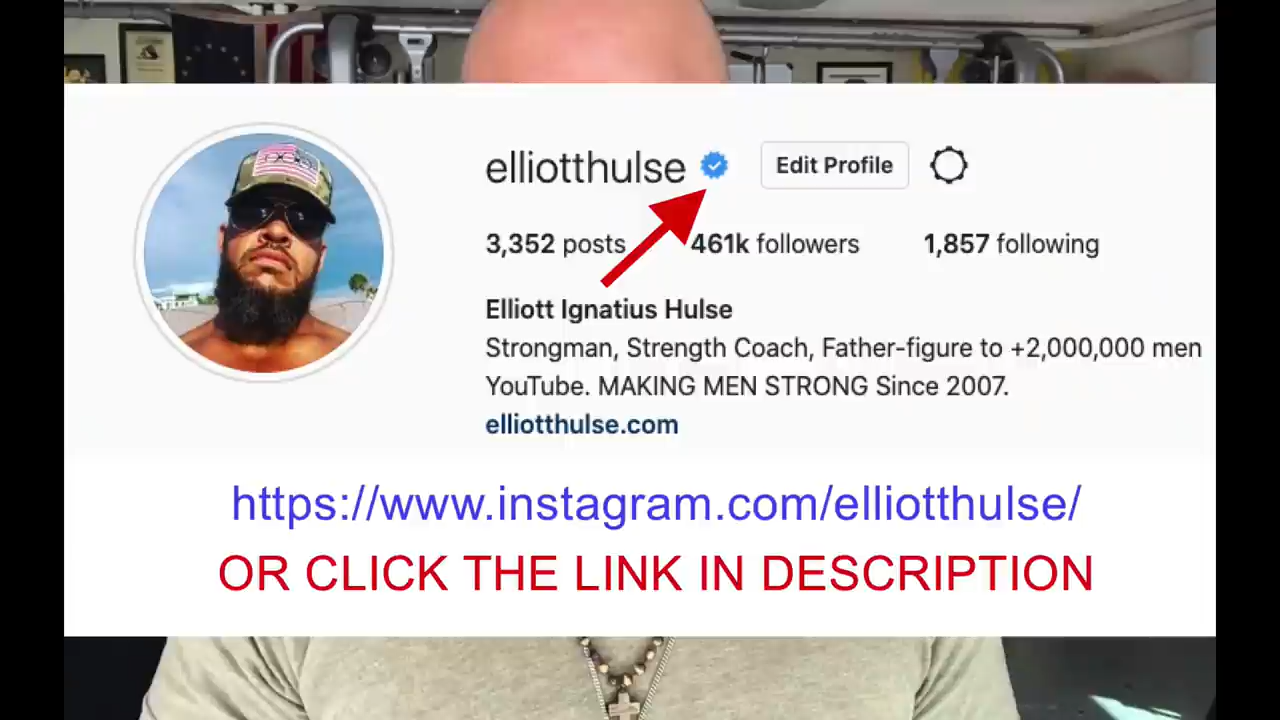 elliotthulse
Edit Profile
3,352 posts 461k followers 1,857 following
Elliott Ignatius Hulse
Strongman, Strength Coach, Father-figure to +2,000,000 men
YouTube. MAKING MEN STRONG Since 2007.
elliotthulse.com
https://www.instagram.com/elliotthulse/
OR CLICK THE LINK IN DESCRIPTION